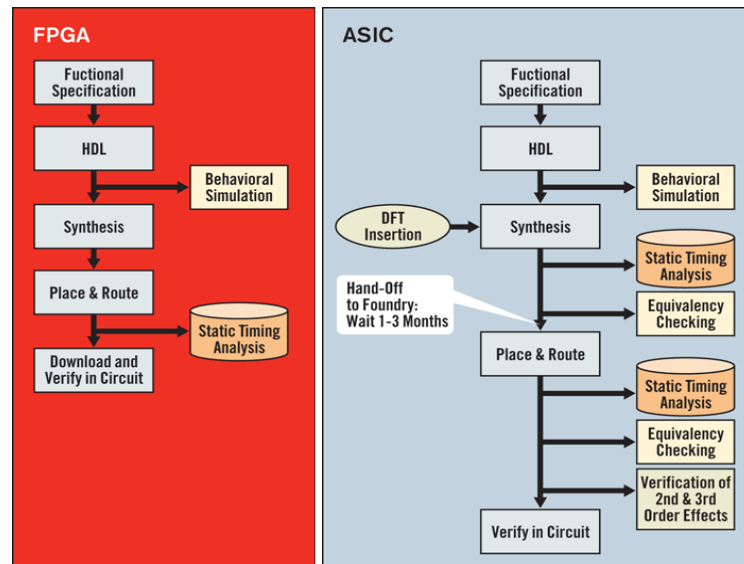 FPGA
Fuctional
Specification
HDL
Behavioral
Simulation
Synthesis
Place & Route
Static Timing
Analysis
Download and
Verify in Circuit
ASIC
Fuctional
Specification
HDL
Behavioral
Simulation
DFT
Insertion
Synthesis
Static Timing
Analysis
Hand-Off
to Foundry:
Wait 1-3 Months
Equivalency
Checking
Place & Route
Static Timing
Analysis
Equivalency
Checking
Verification of
2nd & 3rd
Order Effects
Verify in Circuit